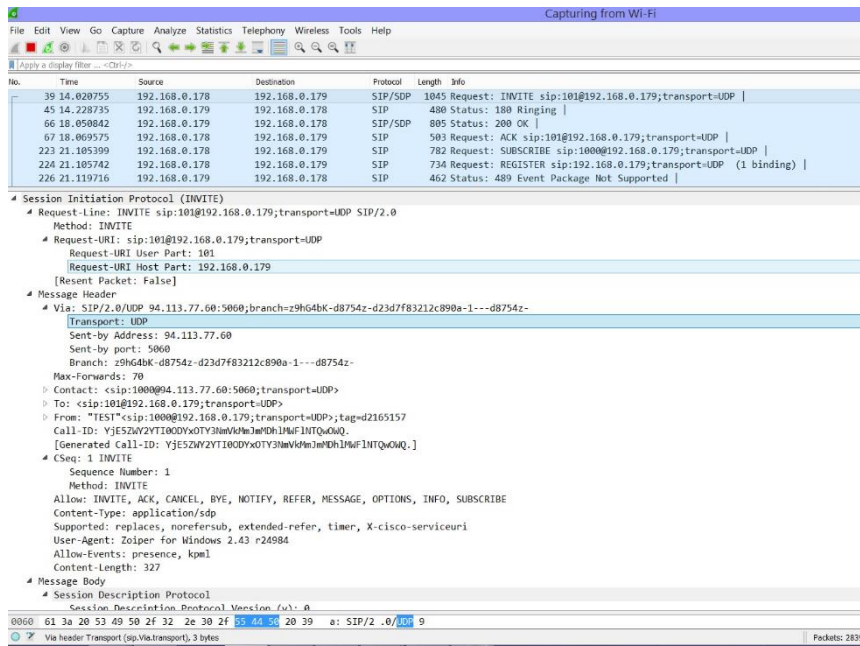 Capturing from Wi-Fi
File Edit View Go Capture Analyze Statistics Telephony Wireless Tools Help
Apply a display filter ... <Ctrl-/>
No. Time Source Destination Protocol Length Info
39 14.020755 192.168.0.178 192.168.0.179 SIP/SDP 1045 Request: INVITE sip:101@192.168.0.179;transport=UDP |
45 14.228735 192.168.0.179 192.168.0.178 SIP 480 Status: 180 Ringing |
66 18.050842 192.168.0.179 192.168.0.178 SIP/SDP 805 Status: 200 OK |
67 18.069575 192.168.0.178 192.168.0.179 SIP 503 Request: ACK sip:101@192.168.0.179;transport=UDP |
223 21.105399 192.168.0.178 192.168.0.179 SIP 782 Request: SUBSCRIBE sip:1000@192.168.0.179;transport=UDP |
224 21.105742 192.168.0.178 192.168.0.179 SIP 734 Request: REGISTER sip:192.168.0.179;transport=UDP (1 binding) |
226 21.119716 192.168.0.179 192.168.0.178 SIP 462 Status: 489 Event Package Not Supported |
Session Initiation Protocol (INVITE)
Request-Line: INVITE sip:101@192.168.0.179;transport=UDP SIP/2.0
Method: INVITE
Request-URI: sip:101@192.168.0.179;transport=UDP
Request-URI User Part: 101
Request-URI Host Part: 192.168.0.179
[Resent Packet: False]
Message Header
Via: SIP/2.0/UDP 94.113.77.60:5060;branch=z9hG4bK-d8754z-d23d7f83212c890a-1---d8754z-
Transport: UDP
Sent-by Address: 94.113.77.60
Sent-by port: 5060
Branch: z9hG4bK-d8754z-d23d7f83212c890a-1---d8754z-
Max-Forwards: 70
Contact: <sip:1000@94.113.77.60:5060;transport=UDP>
To: <sip:101@192.168.0.179;transport=UDP>
From: "TEST"<sip:1000@192.168.0.179;transport=UDP>;tag=d2165157
Call-ID: YjE5ZWY2YTI0ODYxOTY3NmVkMmJmMDhlMWFlNTQwOWQ.
[Generated Call-ID: YjE5ZWY2YTI0ODYxOTY3NmVkMmJmMDhlMWFlNTQwOWQ.]
CSeq: 1 INVITE
Sequence Number: 1
Method: INVITE
Allow: INVITE, ACK, CANCEL, BYE, NOTIFY, REFER, MESSAGE, OPTIONS, INFO, SUBSCRIBE
Content-Type: application/sdp
Supported: replaces, norefersub, extended-refer, timer, X-cisco-serviceuri
User-Agent: Zoiper for Windows 2.43 r24984
Allow-Events: presence, kpml
Content-Length: 327
Message Body
Session Description Protocol
Session Description Protocol Version (v): 0
0060 61 3a 20 53 49 50 2f 32 2e 30 2f 55 44 50 20 39 a: SIP/2 .0/UDP 9
Via header Transport (sip.Via.transport), 3 bytes Packets: 2839